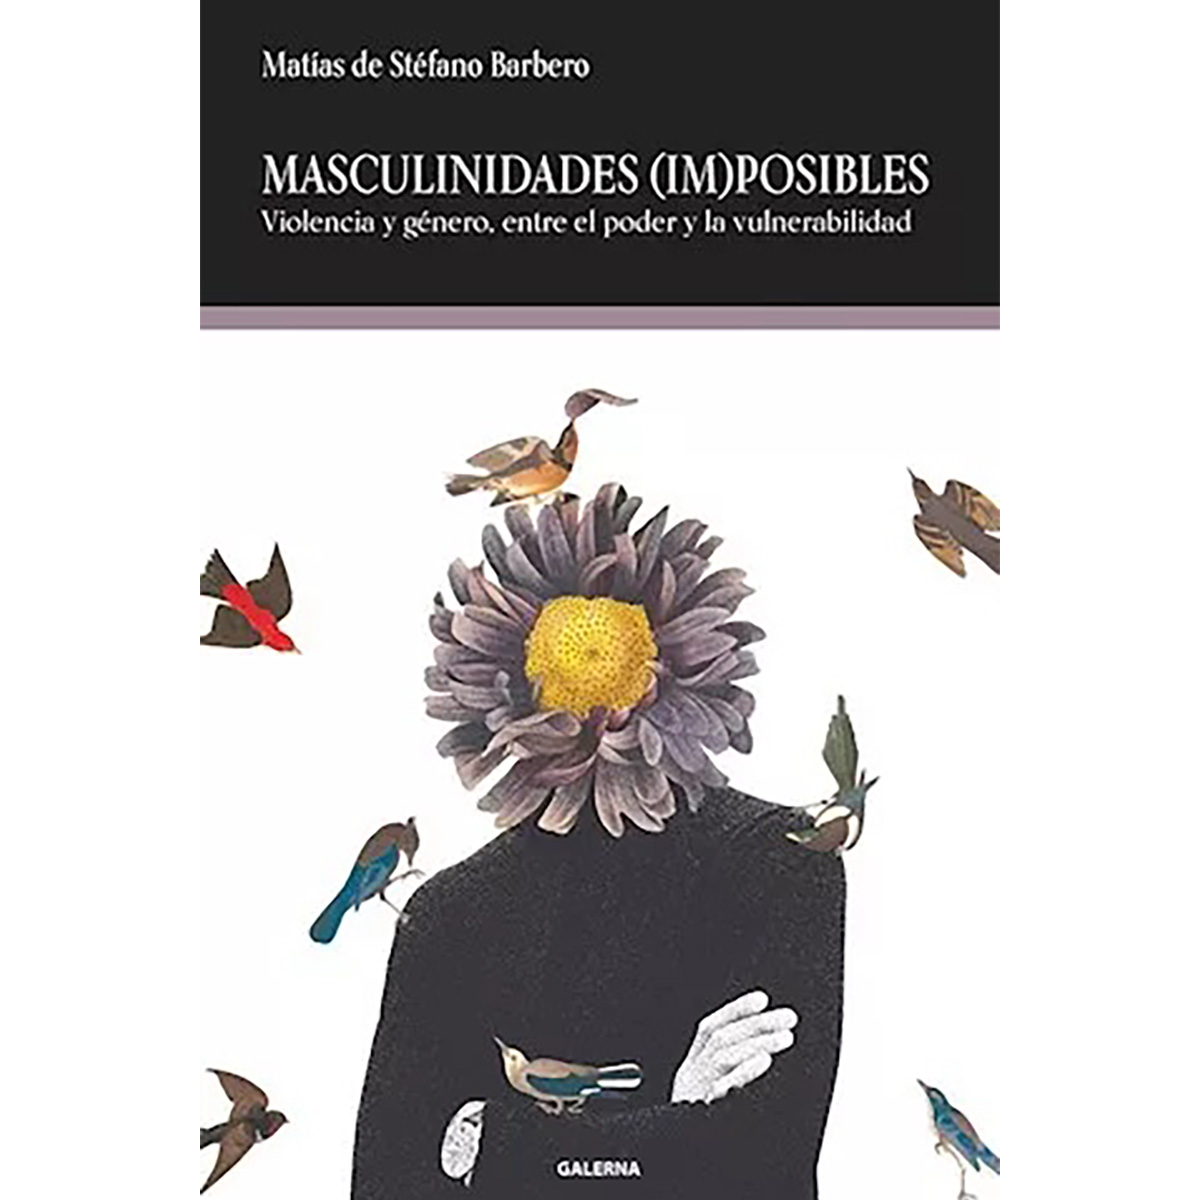 Matías de Stéfano Barbero
MASCULINIDADES (IM)POSIBLES
Violencia y género, entre el poder y la vulnerabilidad
GALERNA